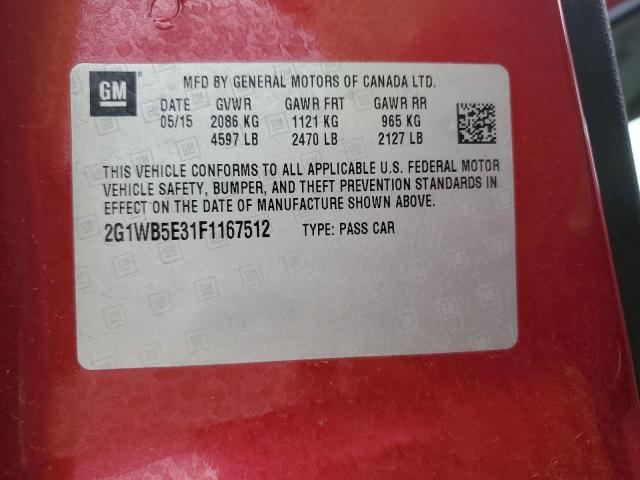 GM
MFD BY GENERAL MOTORS OF CANADA LTD.
DATE GVWR GAWR FRT GAWR RR
05/15 2086 KG 1121 KG 965 KG
4597 LB 2470 LB 2127 LB
THIS VEHICLE CONFORMS TO ALL APPLICABLE U.S. FEDERAL MOTOR
VEHICLE SAFETY, BUMPER, AND THEFT PREVENTION STANDARDS IN
EFFECT ON THE DATE OF MANUFACTURE SHOWN ABOVE.
2G1WB5E31F1167512 TYPE: PASS CAR